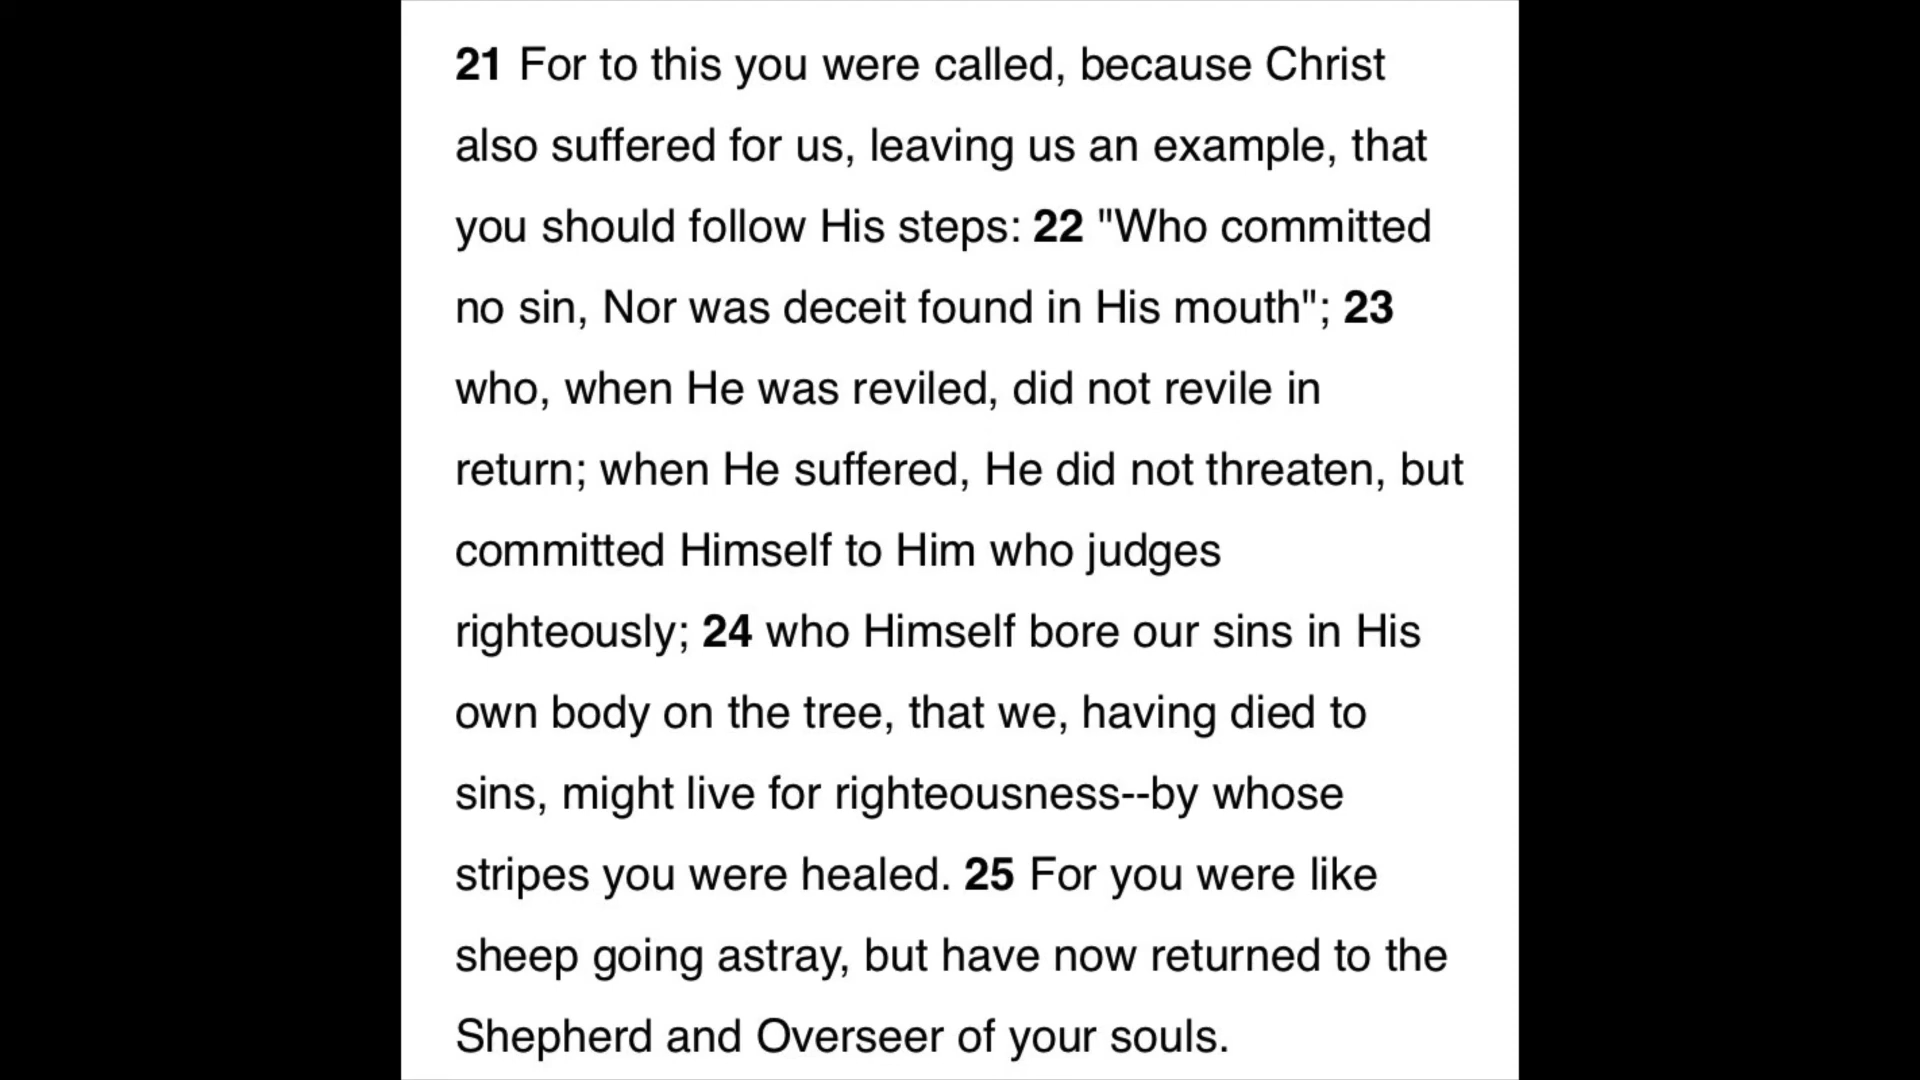 21 For to this you were called, because Christ
also suffered for us, leaving us an example, that
you should follow His steps: 22 "Who committed
no sin, Nor was deceit found in His mouth"; 23
who, when He was reviled, did not revile in
return; when He suffered, He did not threaten, but
committed Himself to Him who judges
righteously; 24 who Himself bore our sins in His
own body on the tree, that we, having died to
sins, might live for righteousness--by whose
stripes you were healed. 25 For you were like
sheep going astray, but have now returned to the
Shepherd and Overseer of your souls.